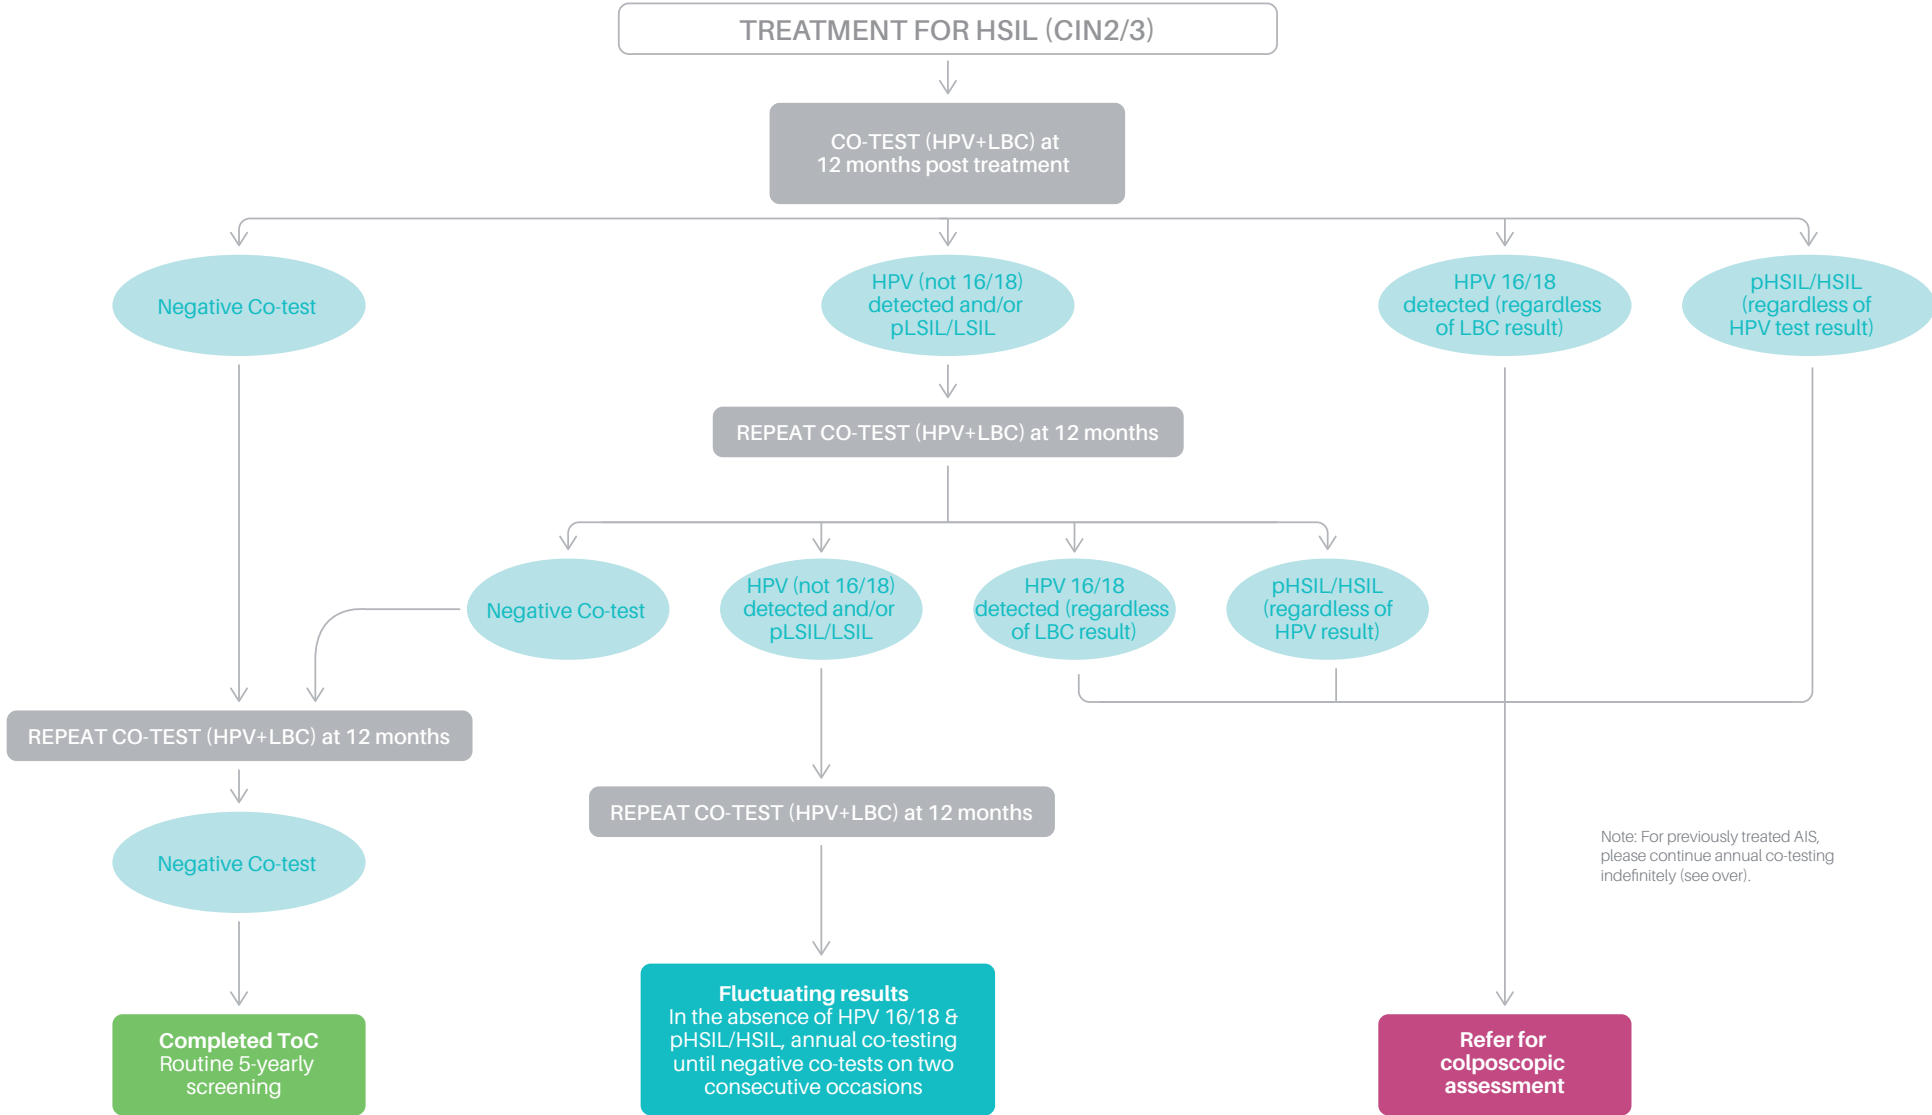 TREATMENT FOR HSIL (CIN2/3)
CO-TEST (HPV+LBC) at
12 months post treatment
Negative Co-test
HPV (not 16/18)
detected and/or
pLSIL/LSIL
HPV 16/18
detected (regardless
of LBC result)
pHSIL/HSIL
(regardless of
HPV test result)
REPEAT CO-TEST (HPV+LBC) at 12 months
Negative Co-test
HPV (not 16/18)
detected and/or
pLSIL/LSIL
HPV 16/18
detected (regardless
of LBC result)
pHSIL/HSIL
(regardless of
HPV result)
REPEAT CO-TEST (HPV+LBC) at 12 months
REPEAT CO-TEST (HPV+LBC) at 12 months
Negative Co-test
Note: For previously treated AIS,
please continue annual co-testing
indefinitely (see over).
Completed ToC
Routine 5-yearly
screening
Fluctuating results
In the absence of HPV 16/18 &
pHSIL/HSIL, annual co-testing
until negative co-tests on two
consecutive occasions
Refer for
colposcopic
assessment